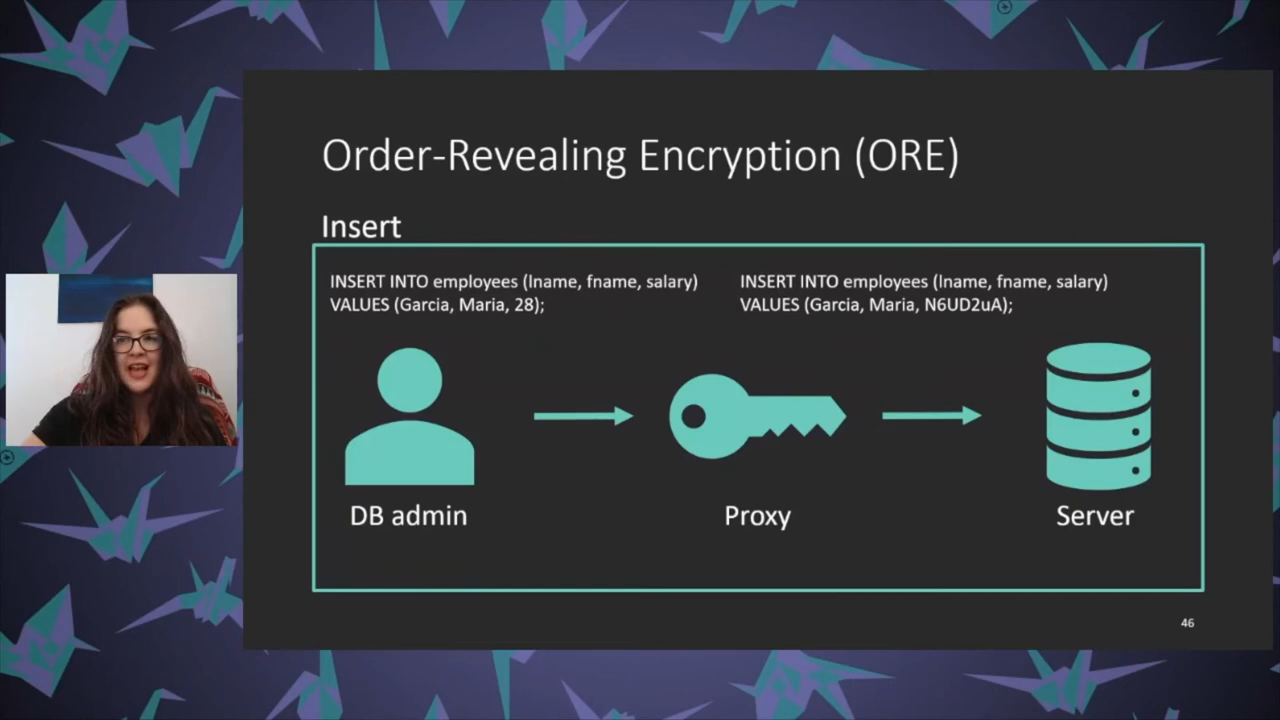 Order-Revealing Encryption (ORE)
Insert
INSERT INTO employees (lname, fname, salary)
VALUES (Garcia, Maria, 28);
INSERT INTO employees (lname, fname, salary)
VALUES (Garcia, Maria, N6UD2uA);
DB admin
Proxy
Server
46